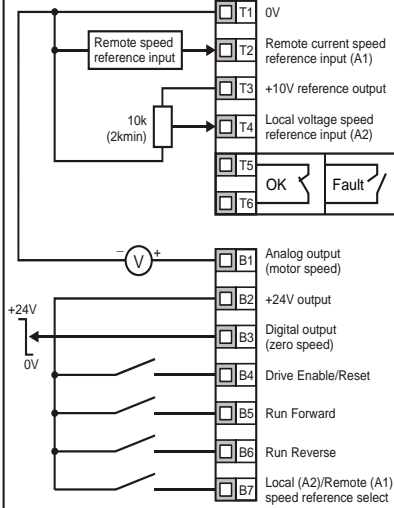 T1 0V
Remote speed
reference input
T2 Remote current speed
reference input (A1)
T3 +10V reference output
10k
(2kmin)
T4 Local voltage speed
reference input (A2)
T5
OK
Fault
T6
− V +
B1 Analog output
(motor speed)
B2 +24V output
+24V
0V
B3 Digital output
(zero speed)
B4 Drive Enable/Reset
B5 Run Forward
B6 Run Reverse
B7 Local (A2)/Remote (A1)
speed reference select